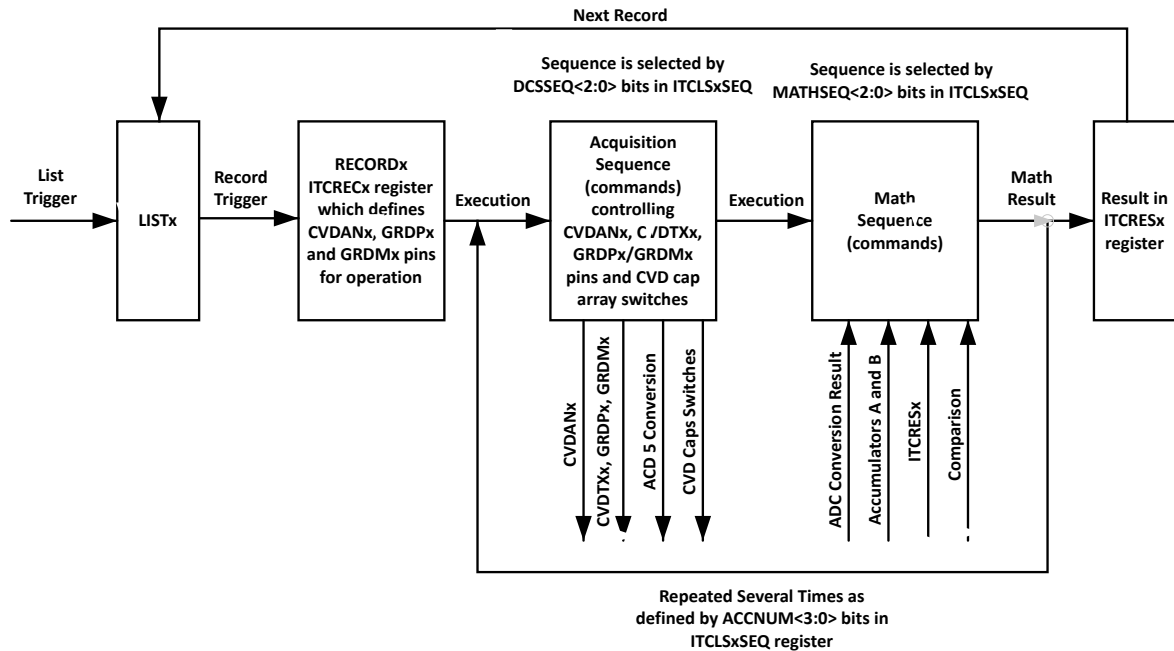 Next Record
Sequence is selected by
DCSSEQ<2:0> bits in ITCLSxSEQ
Sequence is selected by
MATHSEQ<2:0> bits in ITCLSxSEQ
List
Trigger
LISTx
Record
Trigger
RECORDx
ITCRECx register
which defines
CVDANx, GRDPx
and GRDMx pins
for operation
Execution
Acquisition
Sequence
(commands)
controlling
CVDANx, C/DTXx,
GRDPx/GRDMx
pins and CVD cap
array switches
Execution
Math
Sequence
(commands)
Math
Result
Result in
ITCRESx
register
CVDANx
CVDTXx, GRDPx, GRDMx
ACD 5 Conversion
CVD Caps Switches
ADC Conversion Result
Accumulators A and B
ITCRESx
Comparison
Repeated Several Times as
defined by ACCNUM<3:0> bits in
ITCLSxSEQ register